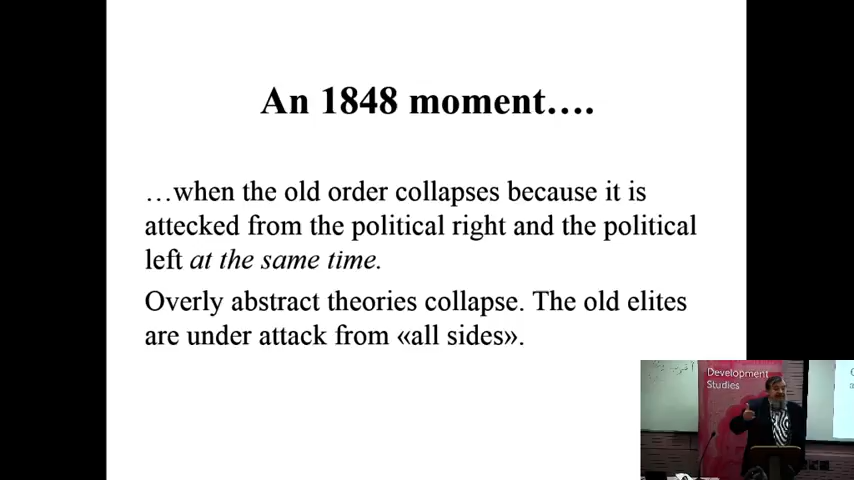 An 1848 moment….
…when the old order collapses because it is
attecked from the political right and the political
left at the same time.
Overly abstract theories collapse. The old elites
are under attack from «all sides».
Development
Studies